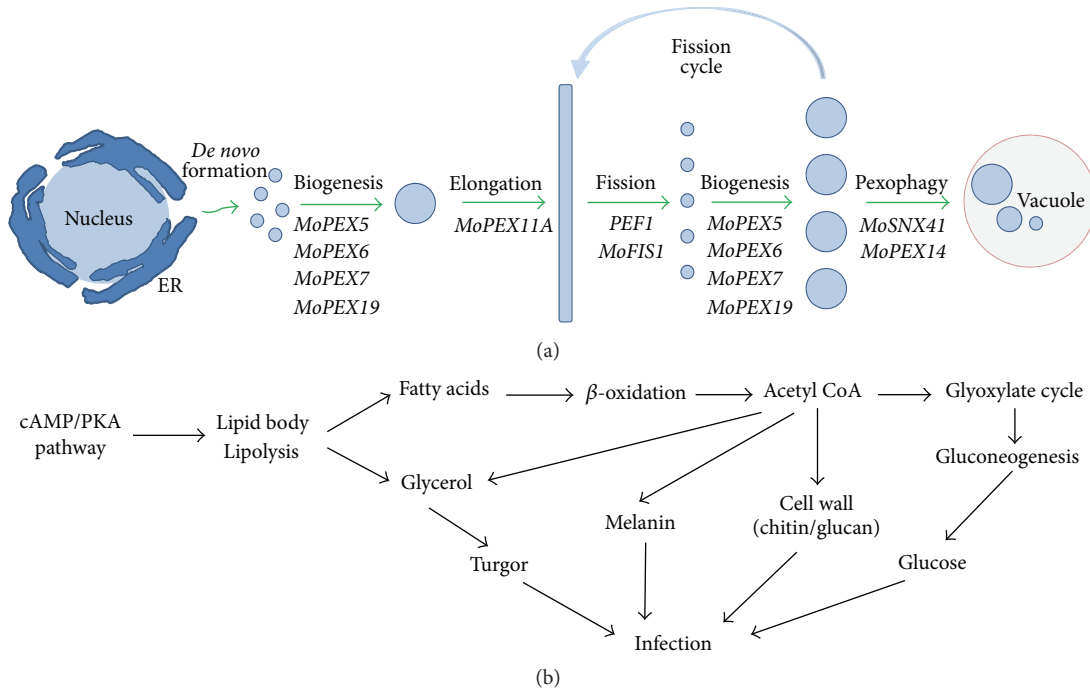 Fission
cycle
De novo
formation
Nucleus
ER
Biogenesis
MoPEX5
MoPEX6
MoPEX7
MoPEX19
Elongation
MoPEX11A
Fission
PEF1
MoFIS1
Biogenesis
MoPEX5
MoPEX6
MoPEX7
MoPEX19
Pexophagy
MoSNX41
MoPEX14
Vacuole
(a)
cAMP/PKA
pathway
Lipid body
Lipolysis
Fatty acids
β-oxidation
Acetyl CoA
Glyoxylate cycle
Gluconeogenesis
Glycerol
Melanin
Cell wall
(chitin/glucan)
Turgor
Glucose
Infection
(b)